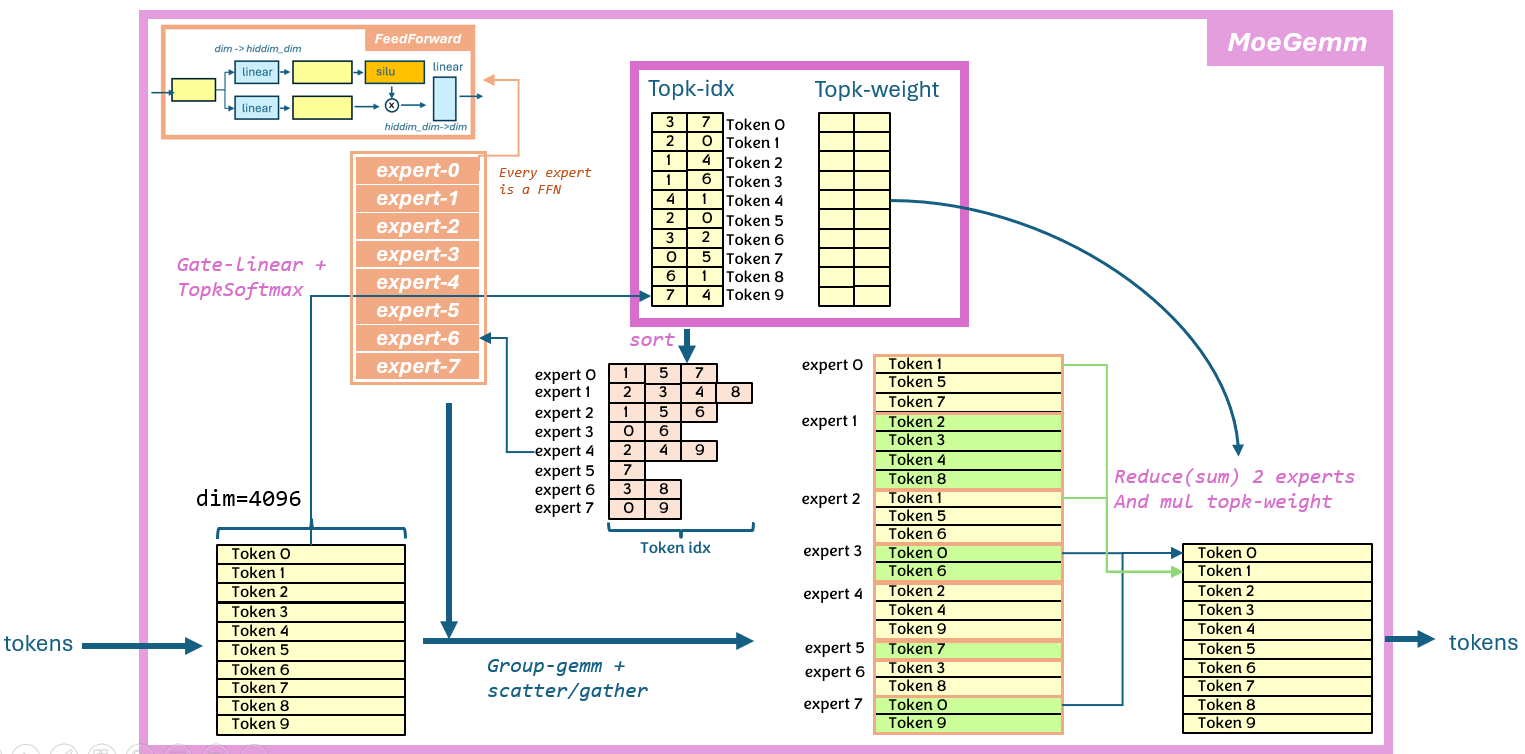 MoeGemm
FeedForward
dim -> hiddim_dim
linear
silu
linear
linear
x
hiddim_dim->dim
expert-0
expert-1
expert-2
expert-3
expert-4
expert-5
expert-6
expert-7
Every expert
is a FFN
Gate-linear +
TopkSoftmax
Topk-idx
Topk-weight
3 7 Token 0
2 0 Token 1
1 4 Token 2
1 6 Token 3
4 1 Token 4
2 0 Token 5
3 2 Token 6
0 5 Token 7
6 1 Token 8
7 4 Token 9
sort
expert 0 1 5 7
expert 1 2 3 4 8
expert 2 1 5 6
expert 3 0 6
expert 4 2 4 9
expert 5 7
expert 6 3 8
expert 7 0 9
Token idx
dim=4096
tokens
Token 0
Token 1
Token 2
Token 3
Token 4
Token 5
Token 6
Token 7
Token 8
Token 9
Group-gemm +
scatter/gather
expert 0 Token 1
Token 5
Token 7
expert 1 Token 2
Token 3
Token 4
Token 8
expert 2 Token 1
Token 5
Token 6
expert 3 Token 0
Token 6
expert 4 Token 2
Token 4
Token 9
expert 5 Token 7
expert 6 Token 3
Token 8
expert 7 Token 0
Token 9
Reduce(sum) 2 experts
And mul topk-weight
Token 0
Token 1
Token 2
Token 3
Token 4
Token 5
Token 6
Token 7
Token 8
Token 9
tokens